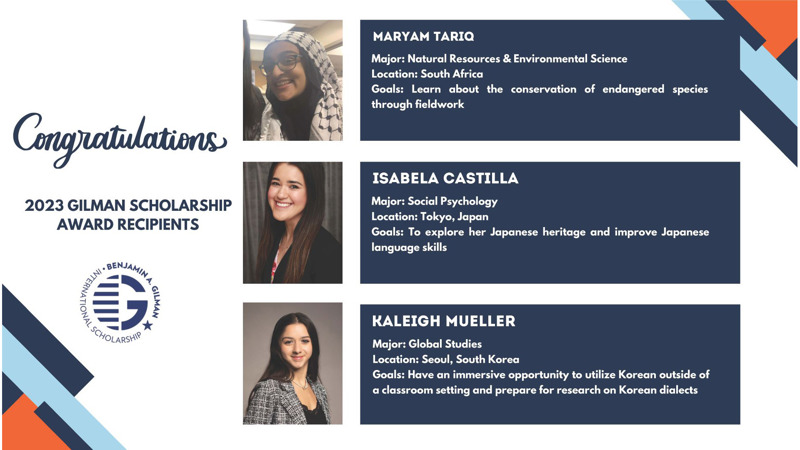 Congratulations
2023 GILMAN SCHOLARSHIP
AWARD RECIPIENTS
BENJAMIN A. GILMAN • INTERNATIONAL SCHOLARSHIP
G
MARYAM TARIQ
Major: Natural Resources & Environmental Science
Location: South Africa
Goals: Learn about the conservation of endangered species
through fieldwork
ISABELA CASTILLA
Major: Social Psychology
Location: Tokyo, Japan
Goals: To explore her Japanese heritage and improve Japanese
language skills
KALEIGH MUELLER
Major: Global Studies
Location: Seoul, South Korea
Goals: Have an immersive opportunity to utilize Korean outside of
a classroom setting and prepare for research on Korean dialects